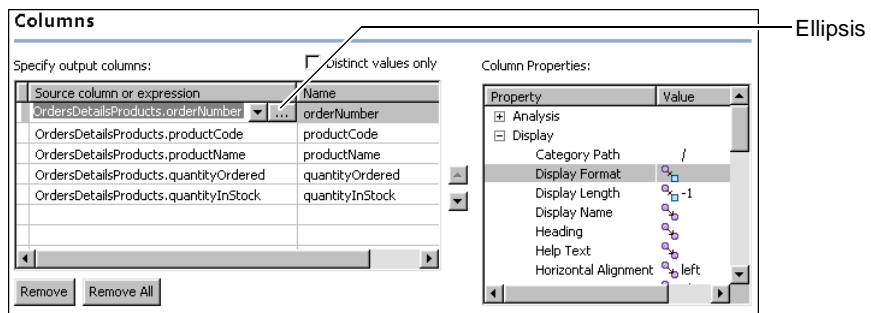 Columns
Ellipsis
Specify output columns:
Distinct values only
Source column or expression Name
OrdersDetailsProducts.orderNumber ... orderNumber
OrdersDetailsProducts.productCode productCode
OrdersDetailsProducts.productName productName
OrdersDetailsProducts.quantityOrdered quantityOrdered
OrdersDetailsProducts.quantityInStock quantityInStock
Remove Remove All
Column Properties:
Property Value
Analysis
Display
Category Path /
Display Format
Display Length -1
Display Name
Heading
Help Text
Horizontal Alignment left